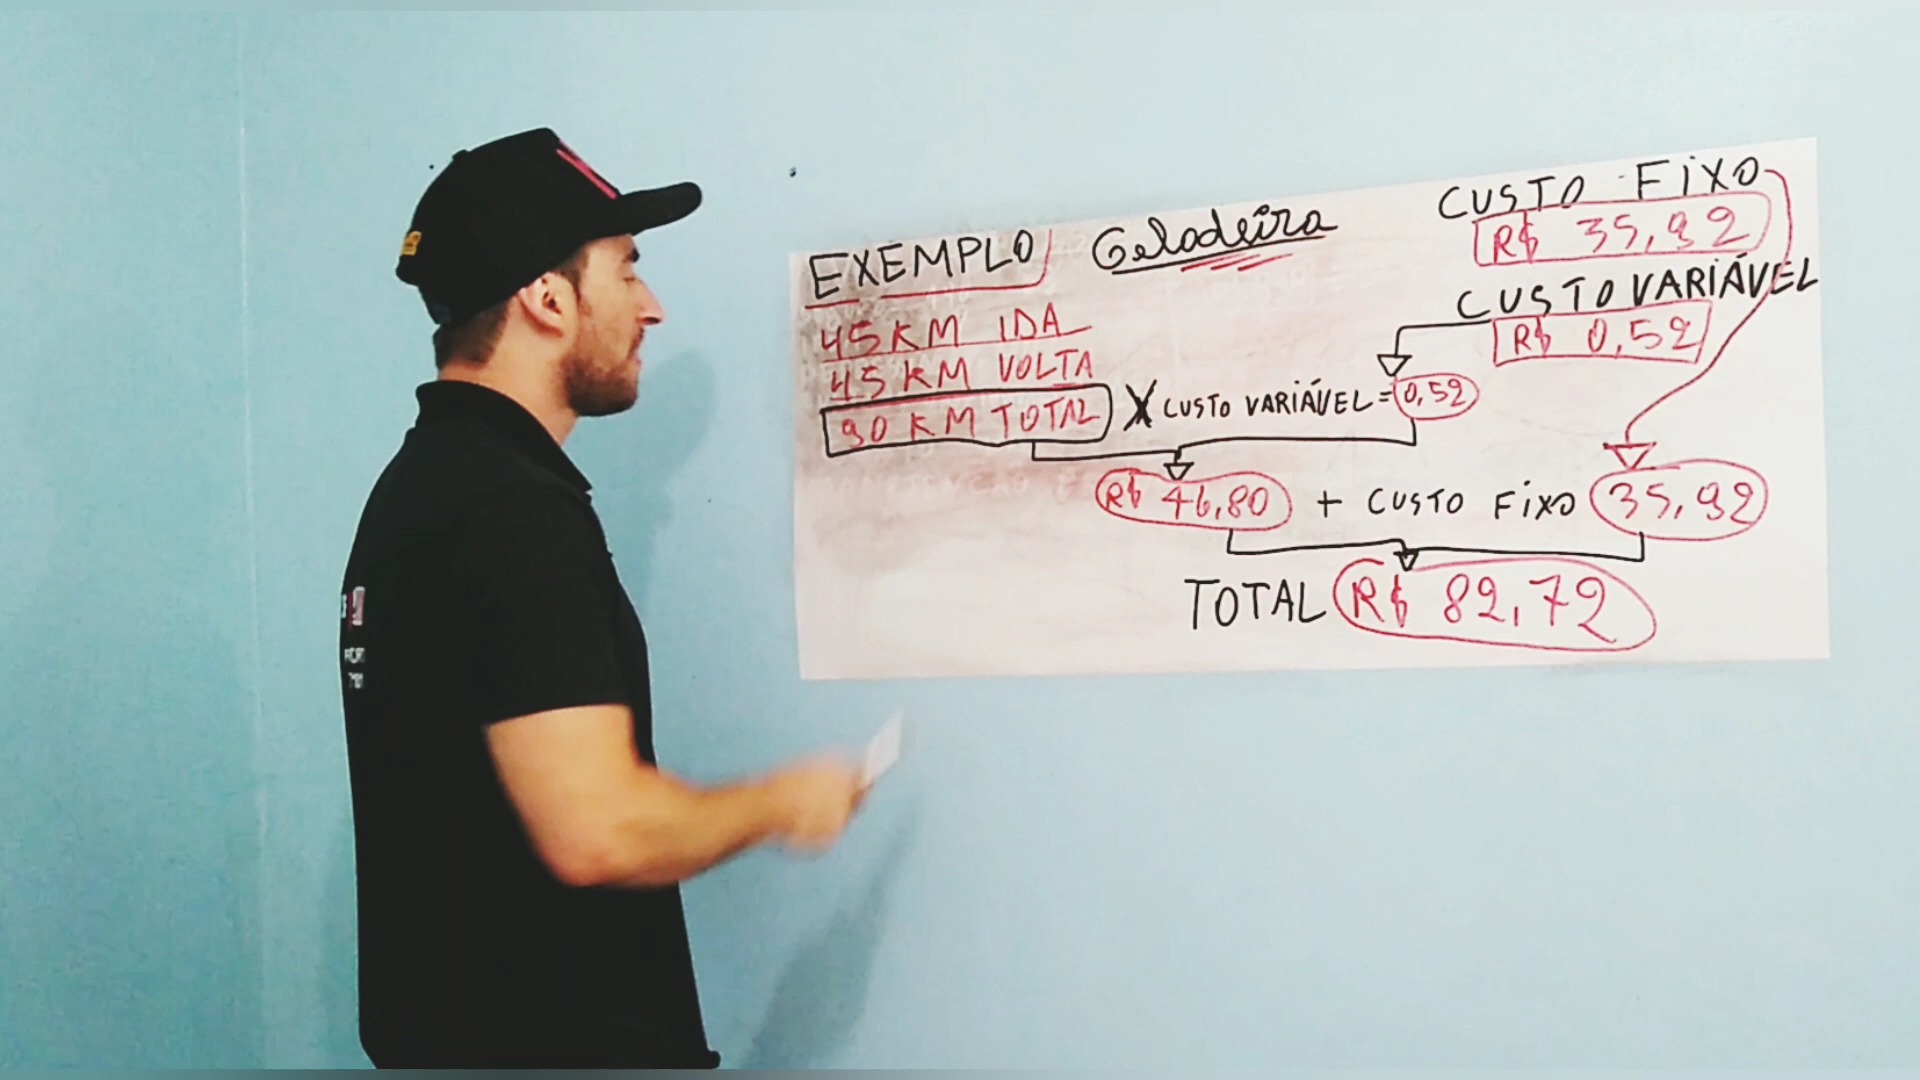 CUSTO FiXO
R$ 35,92
EXEMPLO Geladeira
CUSTO VARiÁVEL
R$ 0,52
45 KM IDA
45 KM VOLTA
90 KM TOTAL X CUSTO VARiÁVEL = 0,52
R$ 46,80 + CUSTO FiXO 35,92
TOTAL R$ 82,72